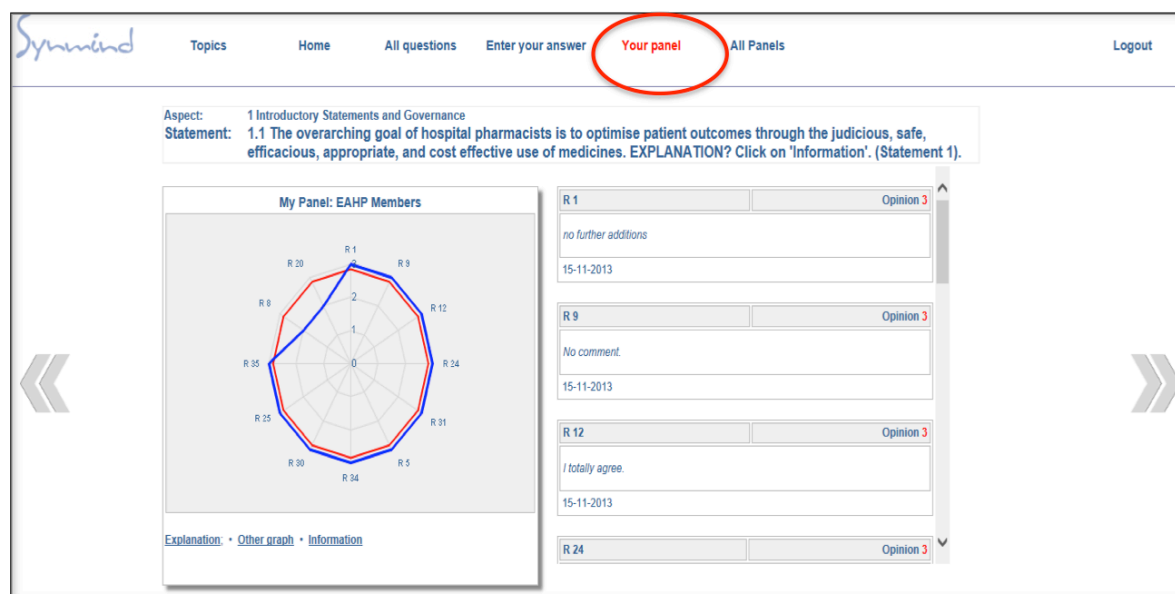 Synmind
Topics Home All questions Enter your answer Your panel All Panels Logout
Aspect: 1 Introductory Statements and Governance
Statement: 1.1 The overarching goal of hospital pharmacists is to optimise patient outcomes through the judicious, safe,
efficacious, appropriate, and cost effective use of medicines. EXPLANATION? Click on 'Information'. (Statement 1).
My Panel: EAHP Members
R 1
R 20
R 9
3
R 8
2
R 12
1
R 35
0
R 24
R 25
R 31
R 30
R 5
R 34
Explanation: • Other graph • Information
R 1 Opinion 3
no further additions
15-11-2013
R 9 Opinion 3
No comment.
15-11-2013
R 12 Opinion 3
I totally agree.
15-11-2013
R 24 Opinion 3